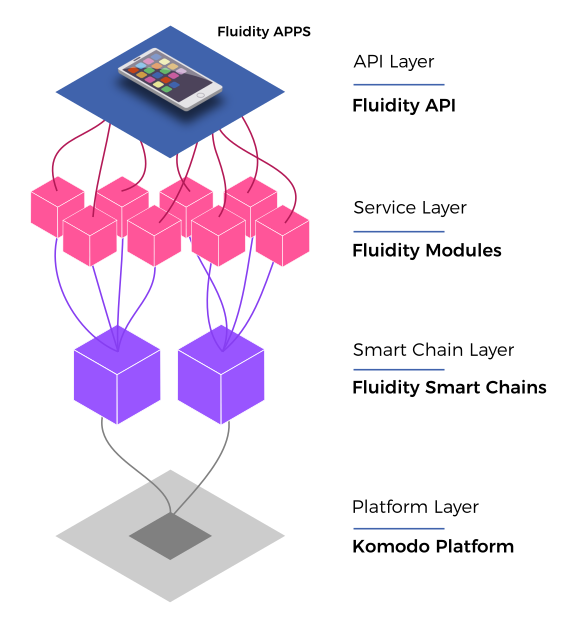 Fluidity APPS
API Layer
Fluidity API
Service Layer
Fluidity Modules
Smart Chain Layer
Fluidity Smart Chains
Platform Layer
Komodo Platform